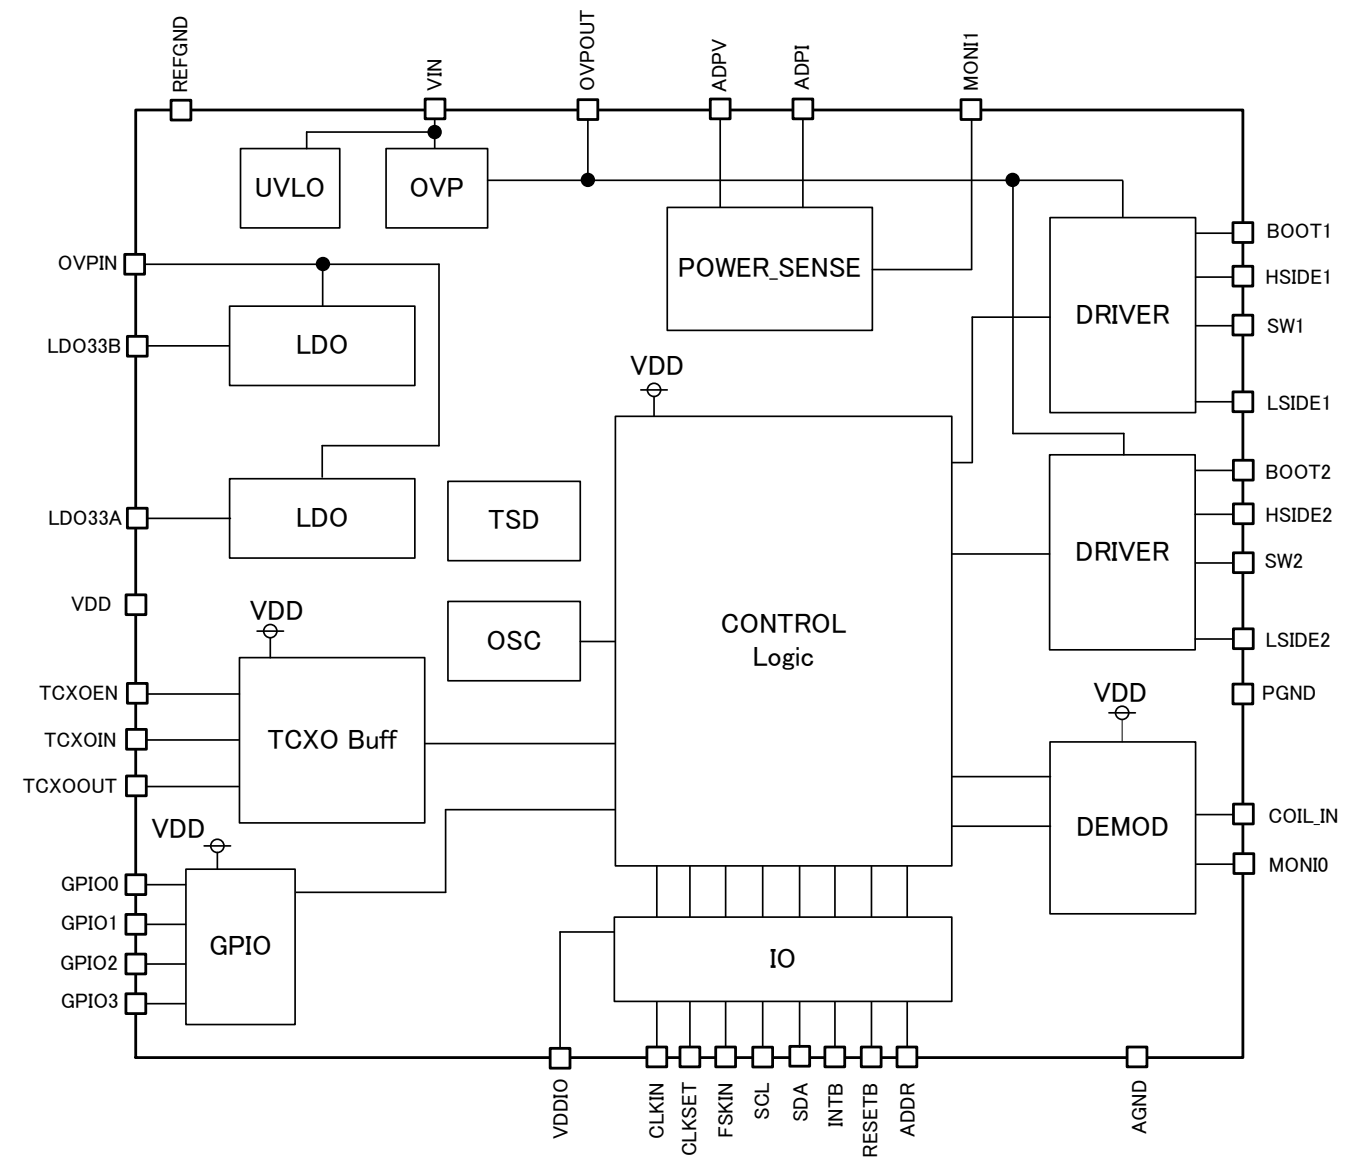 REFGND
VIN
OVPOUT
ADPV
ADPI
MONI1
UVLO
OVP
POWER_SENSE
OVPIN
LDO
LDO33B
LDO
LDO33A
VDD
TSD
OSC
VDD
CONTROL
Logic
DRIVER
BOOT1
HSIDE1
SW1
LSIDE1
DRIVER
BOOT2
HSIDE2
SW2
LSIDE2
PGND
VDD
TCXOEN
TCXOIN
TCXOOUT
TCXO Buff
VDD
DEMOD
COIL_IN
MONI0
VDD
GPIO0
GPIO1
GPIO2
GPIO3
GPIO
IO
VDDIO
CLKIN
CLKSET
FSKIN
SCL
SDA
INTB
RESETB
ADDR
AGND